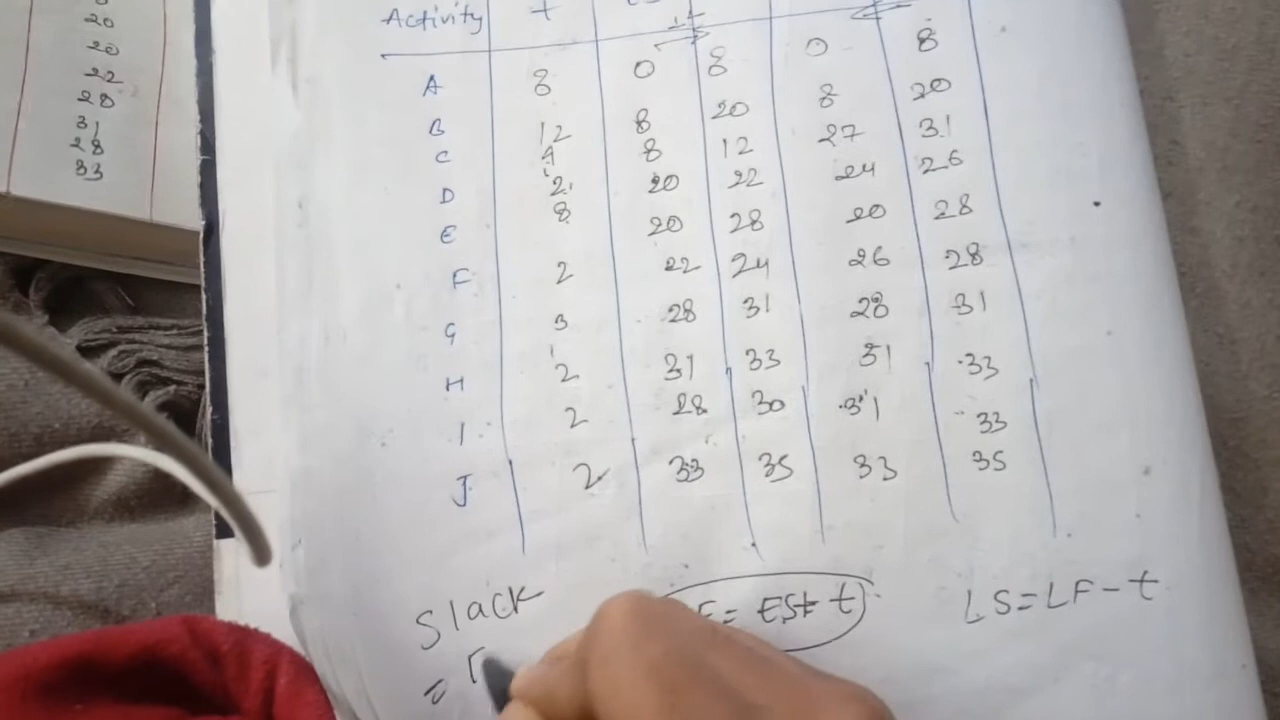 20
20
22
28
31
28
33
Activity t
A 8 0 8 0 8
B 12 8 20 8 20
C 4 8 12 27 31
D 2 20 22 24 26
E 8 20 28 20 28
F 2 22 24 26 28
G 3 28 31 28 31
H 2 31 33 31 33
I 2 28 30 31 33
J 2 33 35 33 35
Slack = ES+ t LS=LF-t
=